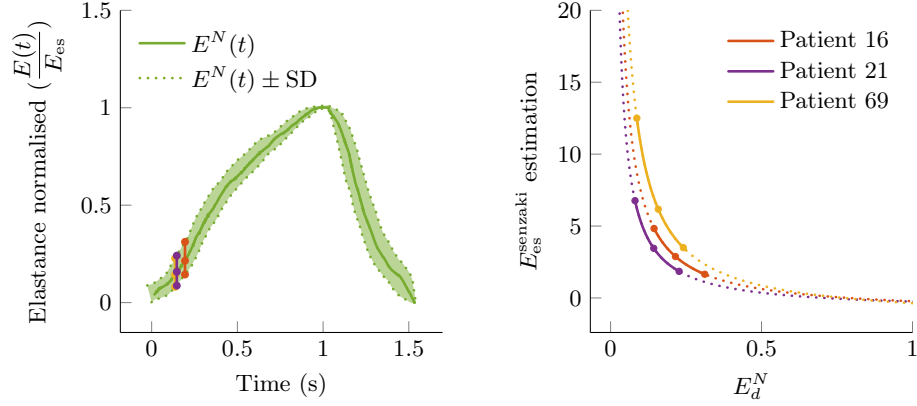 Elastance normalised (E(t)/E_es)
1.5
1
0.5
0
E^N(t)
E^N(t) ± SD
0 0.5 1 1.5
Time (s)
E_es^senzaki estimation
20
15
10
5
0
Patient 16
Patient 21
Patient 69
0 0.5 1
E_d^N